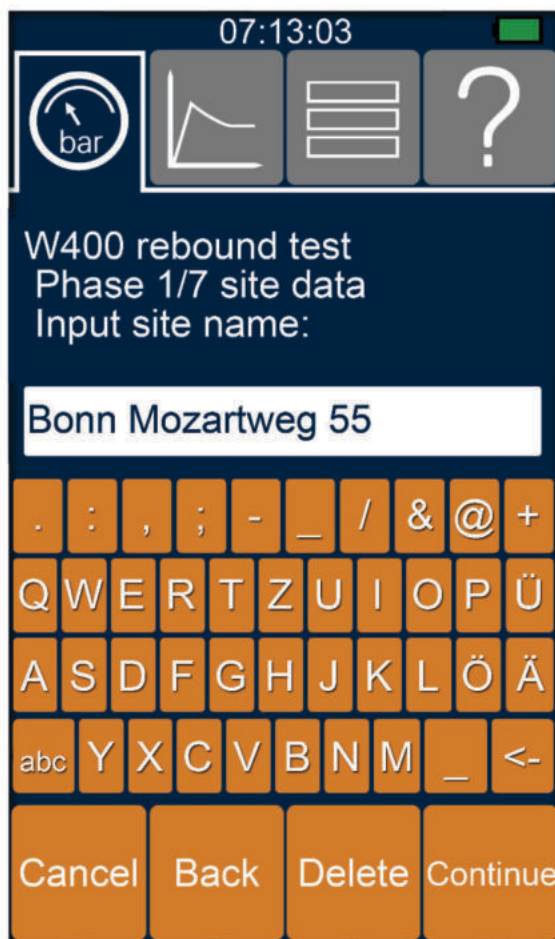 07:13:03
bar
?
W400 rebound test
Phase 1/7 site data
Input site name:
Bonn Mozartweg 55
. : , ; - _ / & @ +
Q W E R T Z U I O P Ü
A S D F G H J K L Ö Ä
abc Y X C V B N M _ <-
Cancel Back Delete Continue